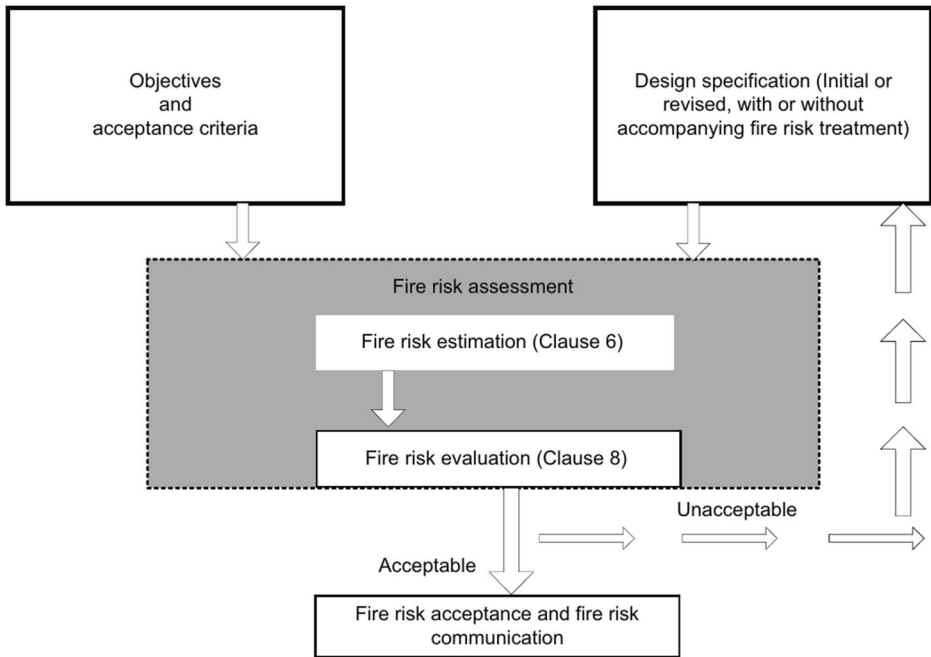 Objectives
and
acceptance criteria
Design specification (Initial or
revised, with or without
accompanying fire risk treatment)
Fire risk assessment
Fire risk estimation (Clause 6)
Fire risk evaluation (Clause 8)
Unacceptable
Acceptable
Fire risk acceptance and fire risk
communication